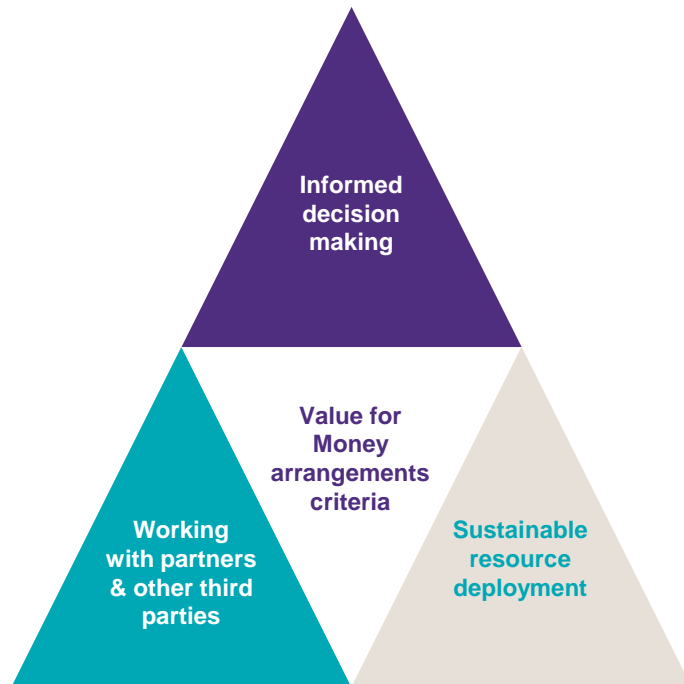 Informed
decision
making
Value for
Money
arrangements
criteria
Working
with partners
& other third
parties
Sustainable
resource
deployment